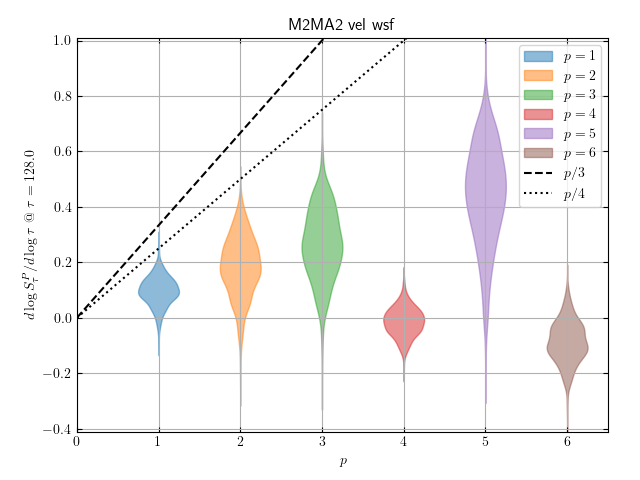 M2MA2 vel wsf
d log S_τ^P / d log τ @ τ = 128.0
1.0
0.8
0.6
0.4
0.2
0.0
−0.2
−0.4
0 1 2 3 4 5 6
p
p = 1
p = 2
p = 3
p = 4
p = 5
p = 6
p/3
p/4